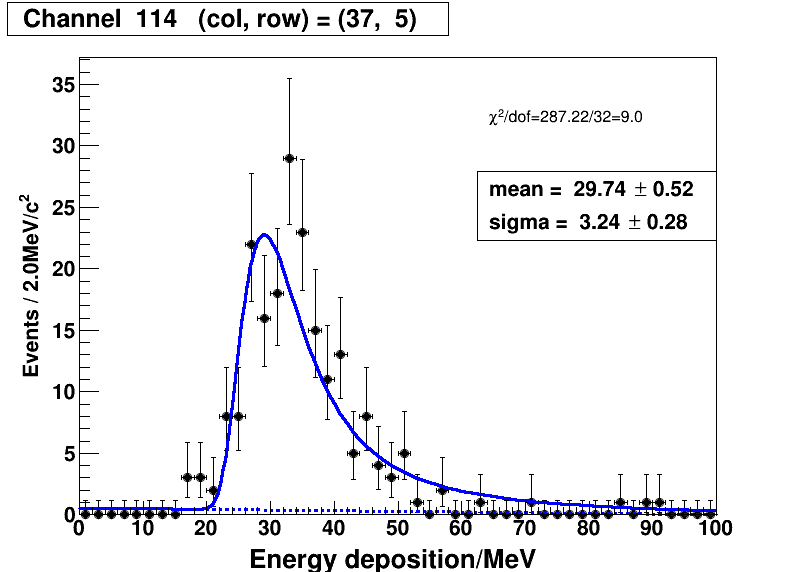 Channel 114 (col, row) = (37, 5)
χ²/dof=287.22/32=9.0
mean = 29.74 ± 0.52
sigma = 3.24 ± 0.28
Events / 2.0MeV/c²
35
30
25
20
15
10
5
0
0 10 20 30 40 50 60 70 80 90 100
Energy deposition/MeV